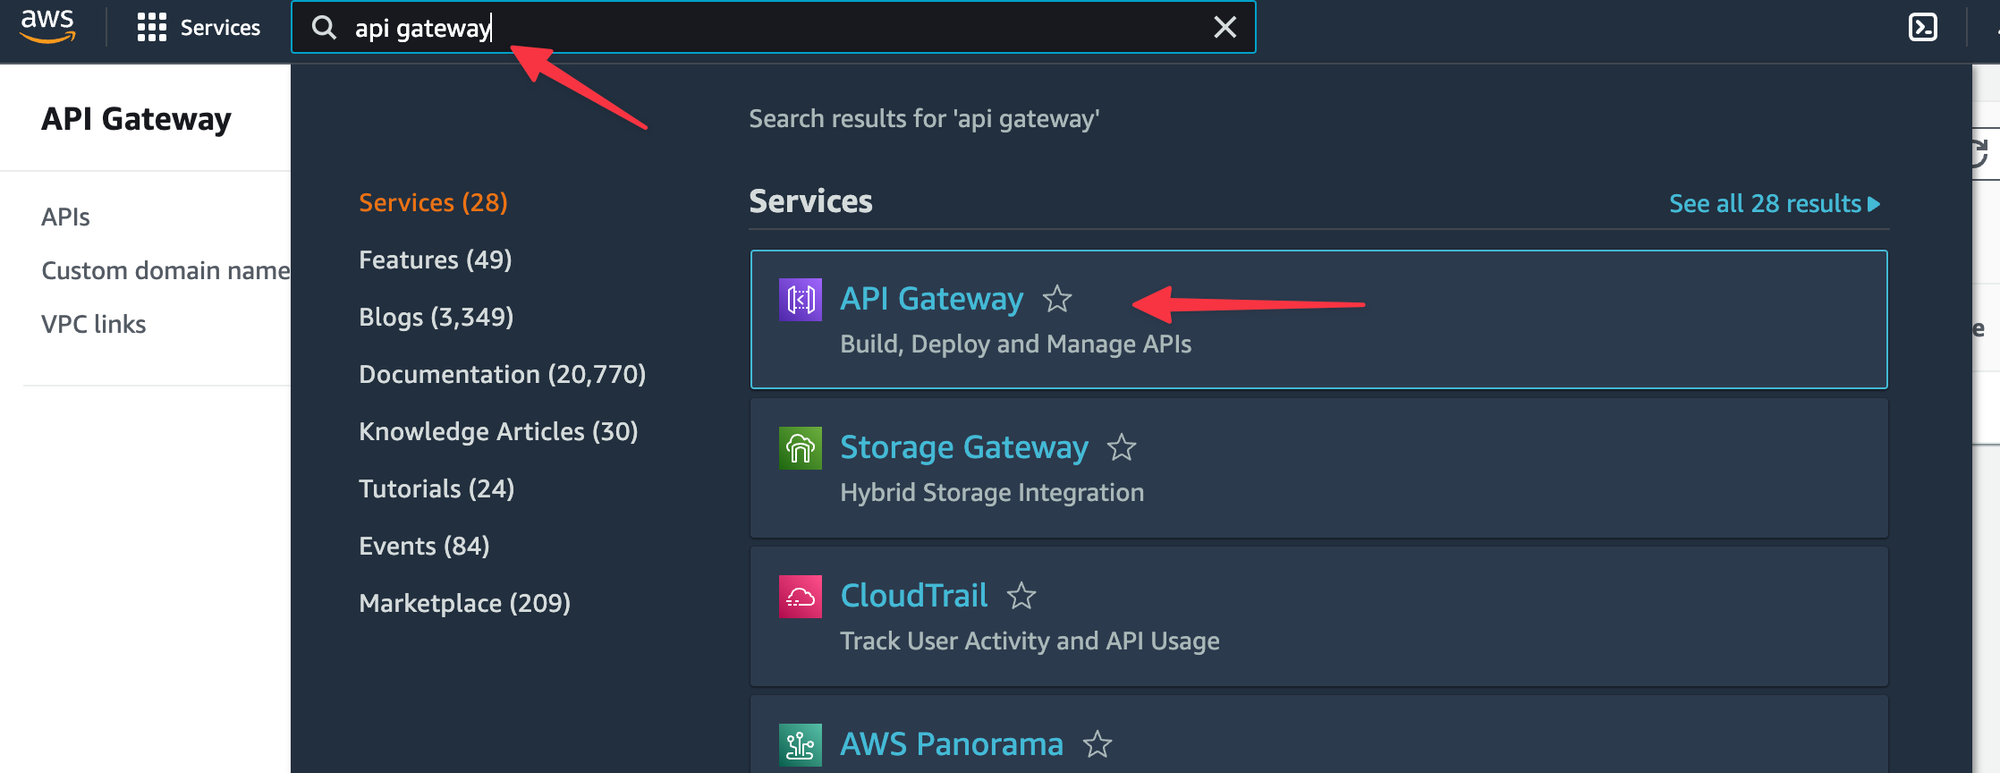 aws
Services
api gateway
API Gateway
APIs
Custom domain name
VPC links
Search results for 'api gateway'
Services (28)
Features (49)
Blogs (3,349)
Documentation (20,770)
Knowledge Articles (30)
Tutorials (24)
Events (84)
Marketplace (209)
Services
See all 28 results
API Gateway
Build, Deploy and Manage APIs
Storage Gateway
Hybrid Storage Integration
CloudTrail
Track User Activity and API Usage
AWS Panorama
e